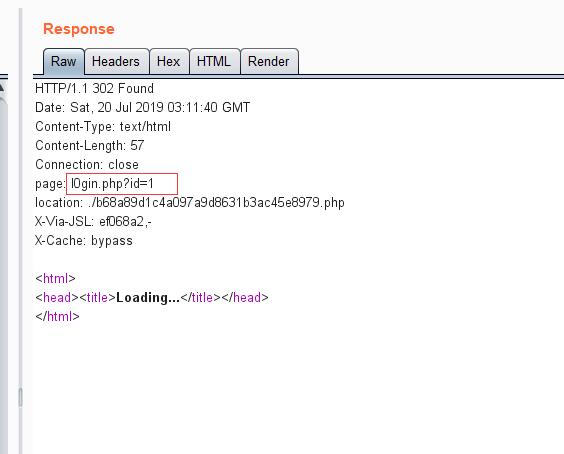 Response
Raw Headers Hex HTML Render
HTTP/1.1 302 Found
Date: Sat, 20 Jul 2019 03:11:40 GMT
Content-Type: text/html
Content-Length: 57
Connection: close
page: l0gin.php?id=1
location: ./b68a89d1c4a097a9d8631b3ac45e8979.php
X-Via-JSL: ef068a2,-
X-Cache: bypass
<html>
<head><title>Loading...</title></head>
</html>